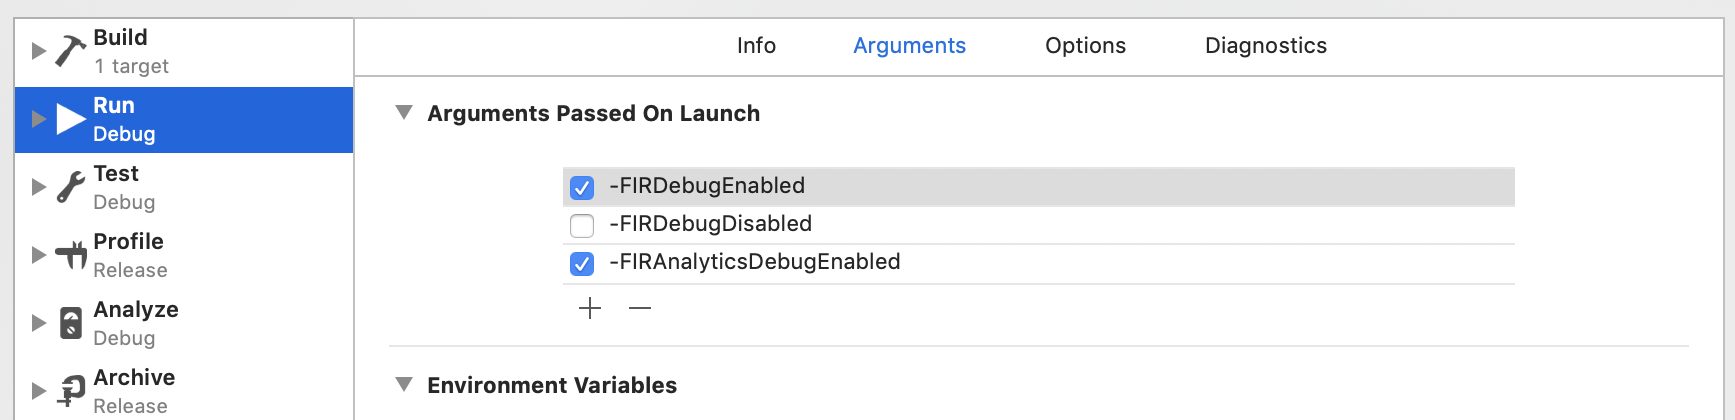 Build
1 target
Run
Debug
Test
Debug
Profile
Release
Analyze
Debug
Archive
Release
Info Arguments Options Diagnostics
Arguments Passed On Launch
-FIRDebugEnabled
-FIRDebugDisabled
-FIRAnalyticsDebugEnabled
Environment Variables